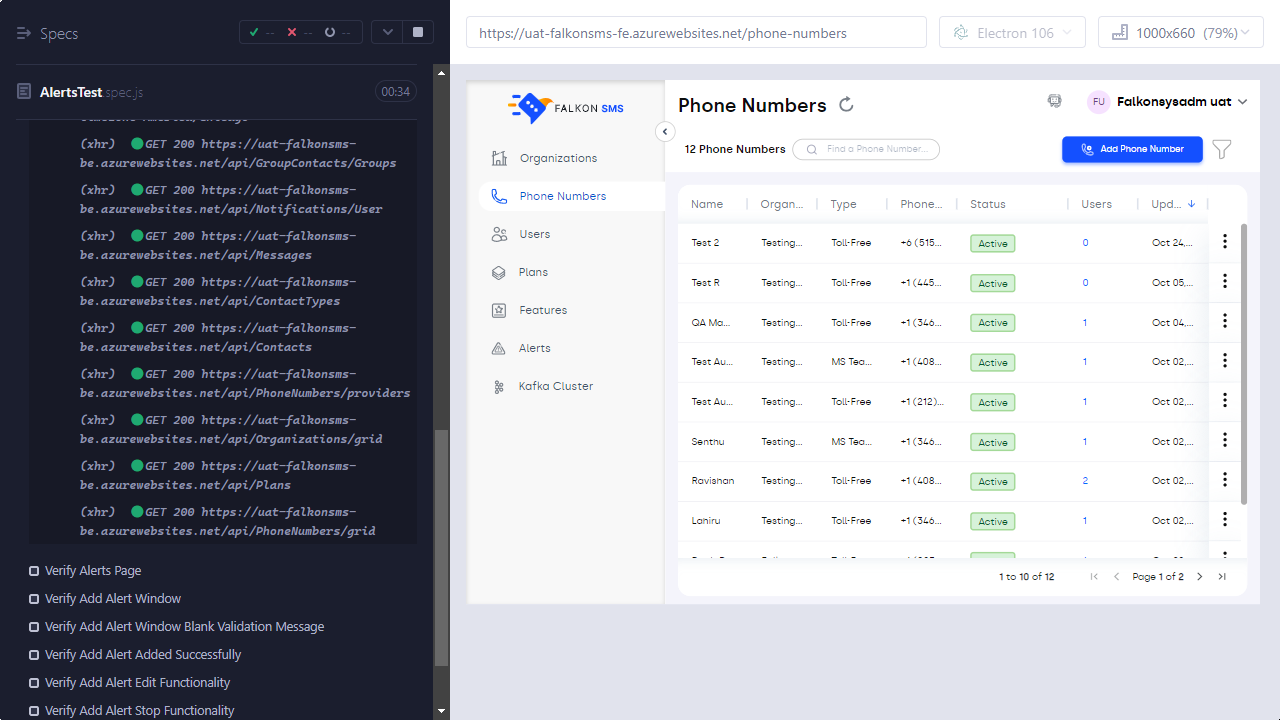 Specs
-- -- --
AlertsTest.spec.js
00:34
(xhr) GET 200 https://uat-falkonsms-
be.azurewebsites.net/api/GroupContacts/Groups
(xhr) GET 200 https://uat-falkonsms-
be.azurewebsites.net/api/Notifications/User
(xhr) GET 200 https://uat-falkonsms-
be.azurewebsites.net/api/Messages
(xhr) GET 200 https://uat-falkonsms-
be.azurewebsites.net/api/ContactTypes
(xhr) GET 200 https://uat-falkonsms-
be.azurewebsites.net/api/Contacts
(xhr) GET 200 https://uat-falkonsms-
be.azurewebsites.net/api/PhoneNumbers/providers
(xhr) GET 200 https://uat-falkonsms-
be.azurewebsites.net/api/Organizations/grid
(xhr) GET 200 https://uat-falkonsms-
be.azurewebsites.net/api/Plans
(xhr) GET 200 https://uat-falkonsms-
be.azurewebsites.net/api/PhoneNumbers/grid
Verify Alerts Page
Verify Add Alert Window
Verify Add Alert Window Blank Validation Message
Verify Add Alert Added Successfully
Verify Add Alert Edit Functionality
Verify Add Alert Stop Functionality
https://uat-falkonsms-fe.azurewebsites.net/phone-numbers
Electron 106
1000x660 (79%)
FALKON SMS
Organizations
Phone Numbers
Users
Plans
Features
Alerts
Kafka Cluster
Phone Numbers
FU Falkonsysadm uat
12 Phone Numbers
Find a Phone Number...
Add Phone Number
Name Organ... Type Phone... Status Users Upd...
Test 2 Testing... Toll-Free +6 (515... Active 0 Oct 24,...
Test R Testing... Toll-Free +1 (445... Active 0 Oct 05,...
QA Ma... Testing... Toll-Free +1 (346... Active 1 Oct 04,...
Test Au... Testing... MS Tea... +1 (408... Active 1 Oct 02,...
Test Au... Testing... Toll-Free +1 (212)... Active 1 Oct 02,...
Senthu Testing... MS Tea... +1 (346... Active 1 Oct 02,...
Ravishan Testing... Toll-Free +1 (408... Active 2 Oct 02,...
Lahiru Testing... Toll-Free +1 (346... Active 1 Oct 02,...
1 to 10 of 12
Page 1 of 2